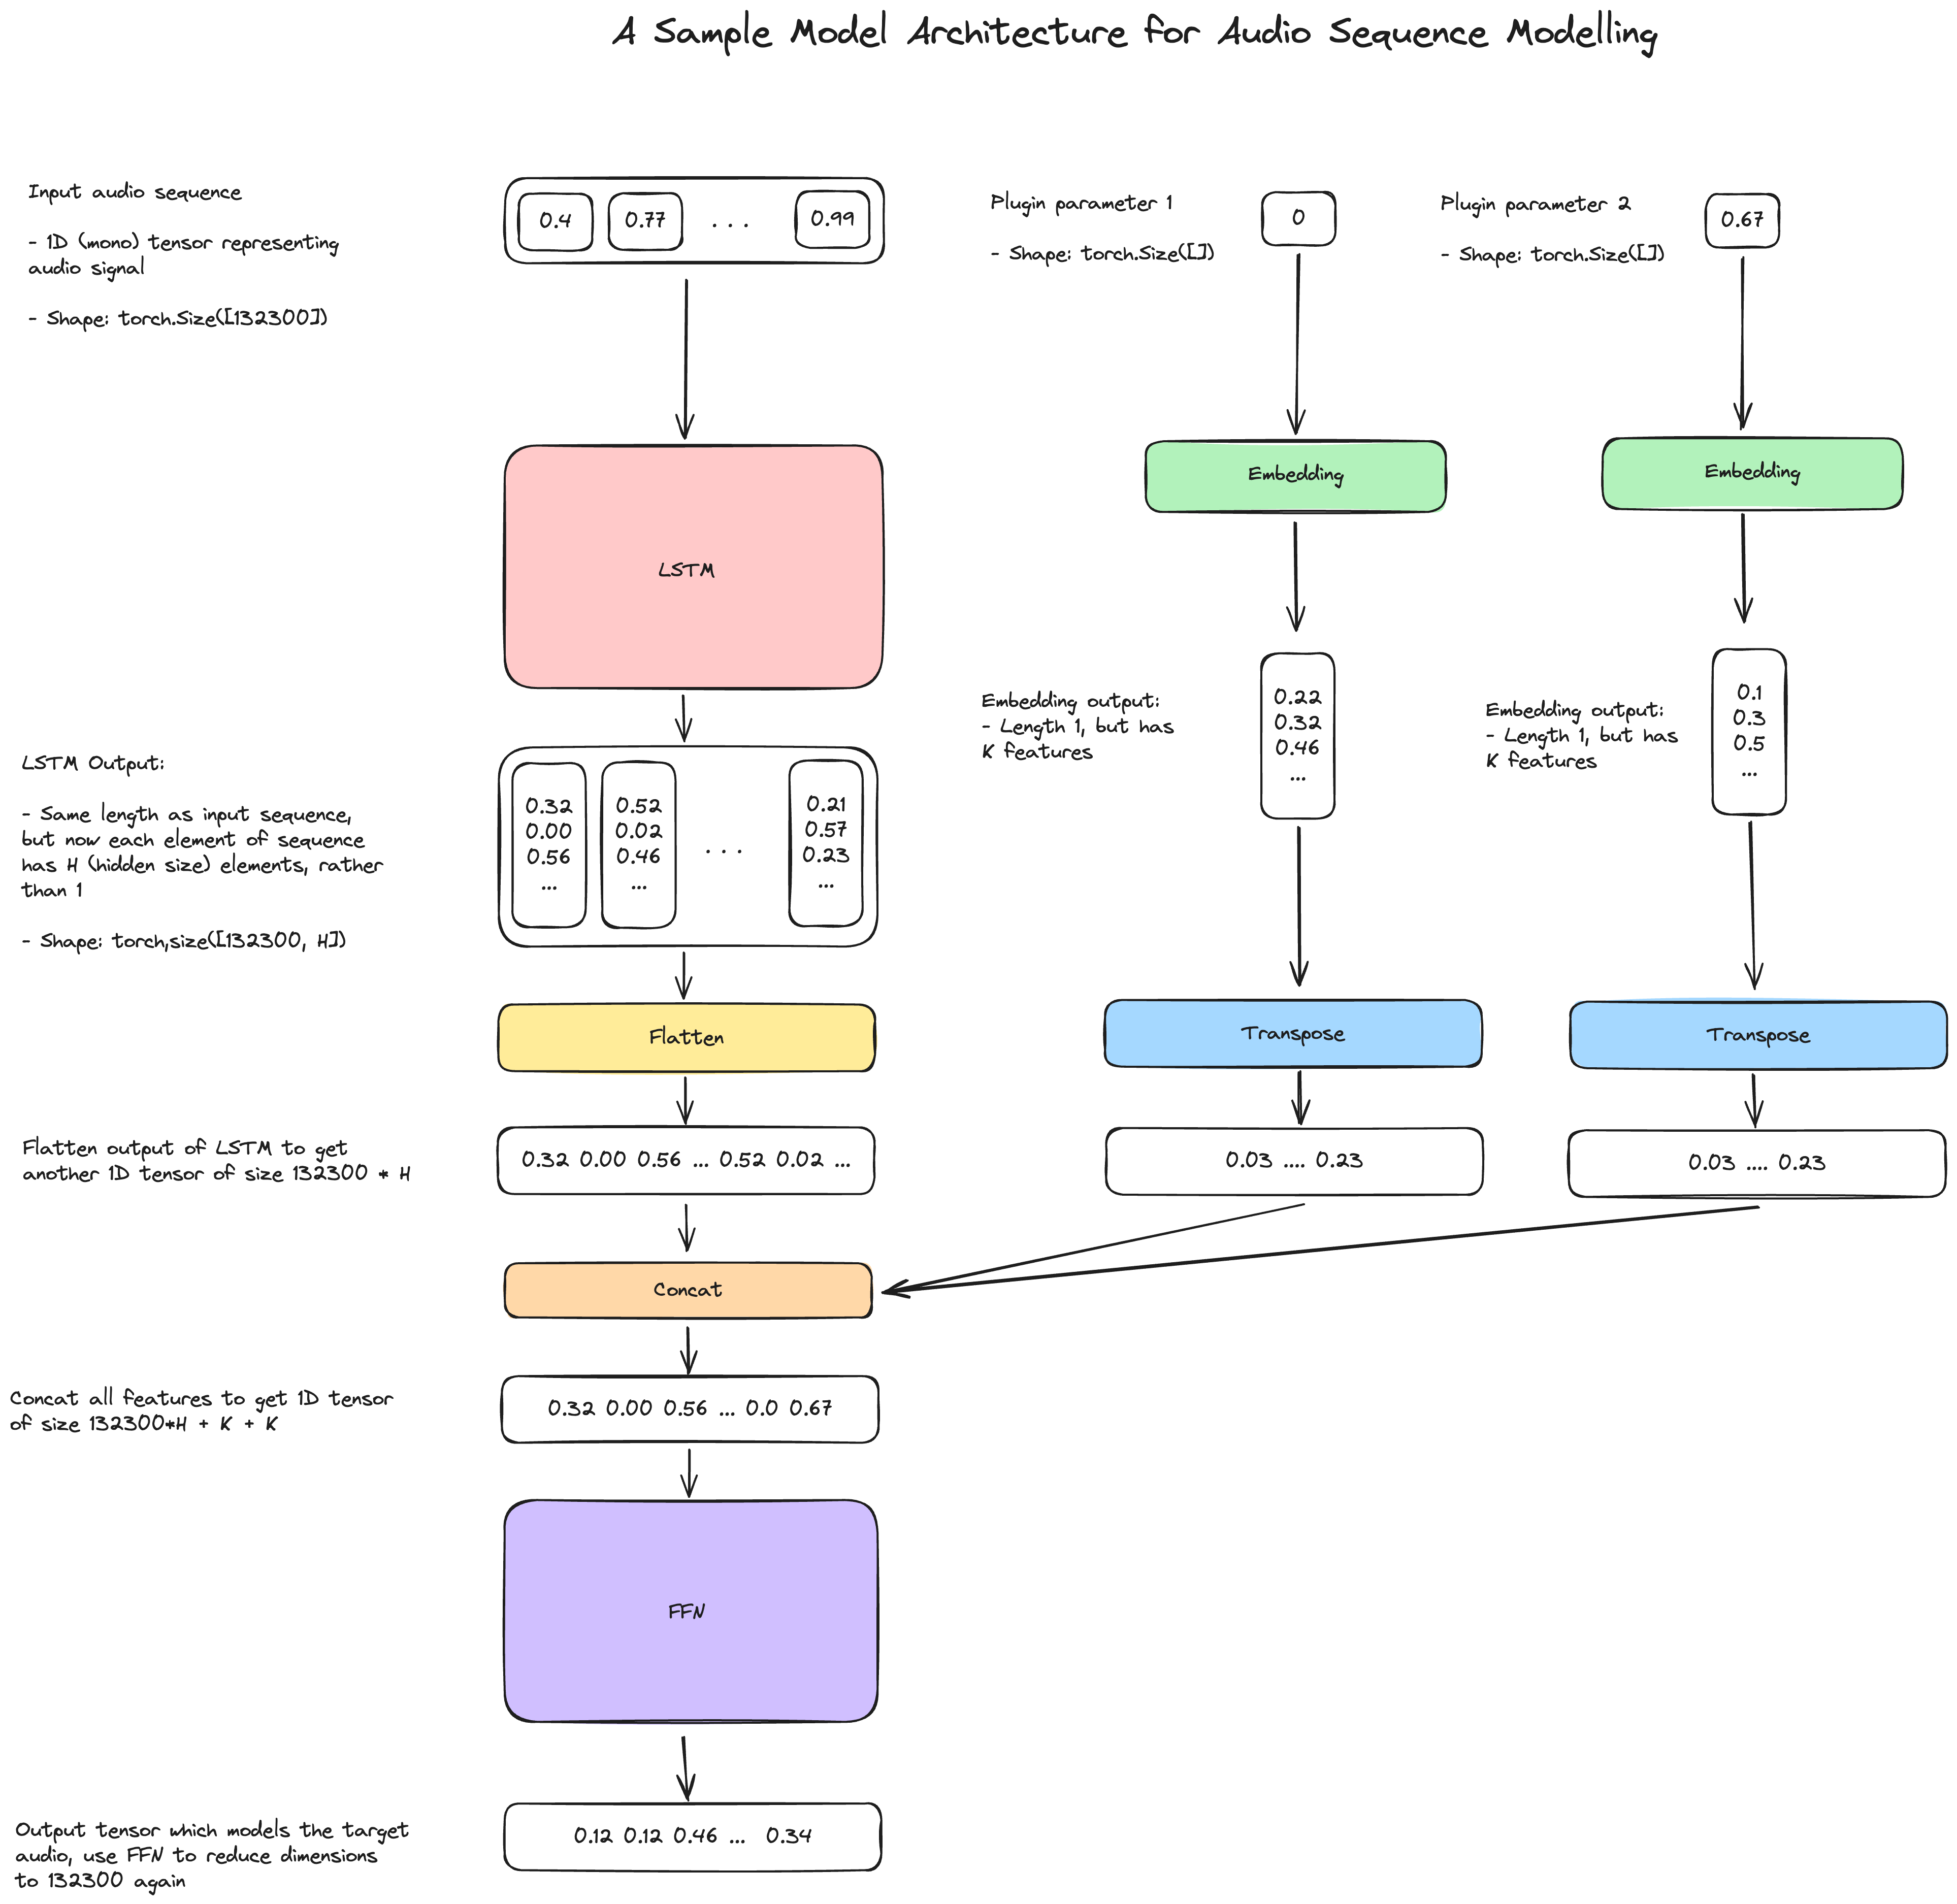 A Sample Model Architecture for Audio Sequence Modelling
Input audio sequence
- 1D (mono) tensor representing
audio signal
- Shape: torch.Size([132300])
0.4 0.77 . . . 0.99
Plugin parameter 1
- Shape: torch.Size([])
0
Plugin parameter 2
- Shape: torch.Size([])
0.67
LSTM
Embedding
Embedding
LSTM Output:
- Same length as input sequence,
but now each element of sequence
has H (hidden size) elements, rather
than 1
- Shape: torch,size([132300, H])
0.32
0.00
0.56
...
0.52
0.02
0.46
...
. . .
0.21
0.57
0.23
...
Embedding output:
- Length 1, but has
K features
0.22
0.32
0.46
...
Embedding output:
- Length 1, but has
K features
0.1
0.3
0.5
...
Flatten
Transpose
Transpose
Flatten output of LSTM to get
another 1D tensor of size 132300 * H
0.32 0.00 0.56 ... 0.52 0.02 ...
0.03 .... 0.23
0.03 .... 0.23
Concat
Concat all features to get 1D tensor
of size 132300*H + K + K
0.32 0.00 0.56 ... 0.0 0.67
FFN
Output tensor which models the target
audio, use FFN to reduce dimensions
to 132300 again
0.12 0.12 0.46 ... 0.34